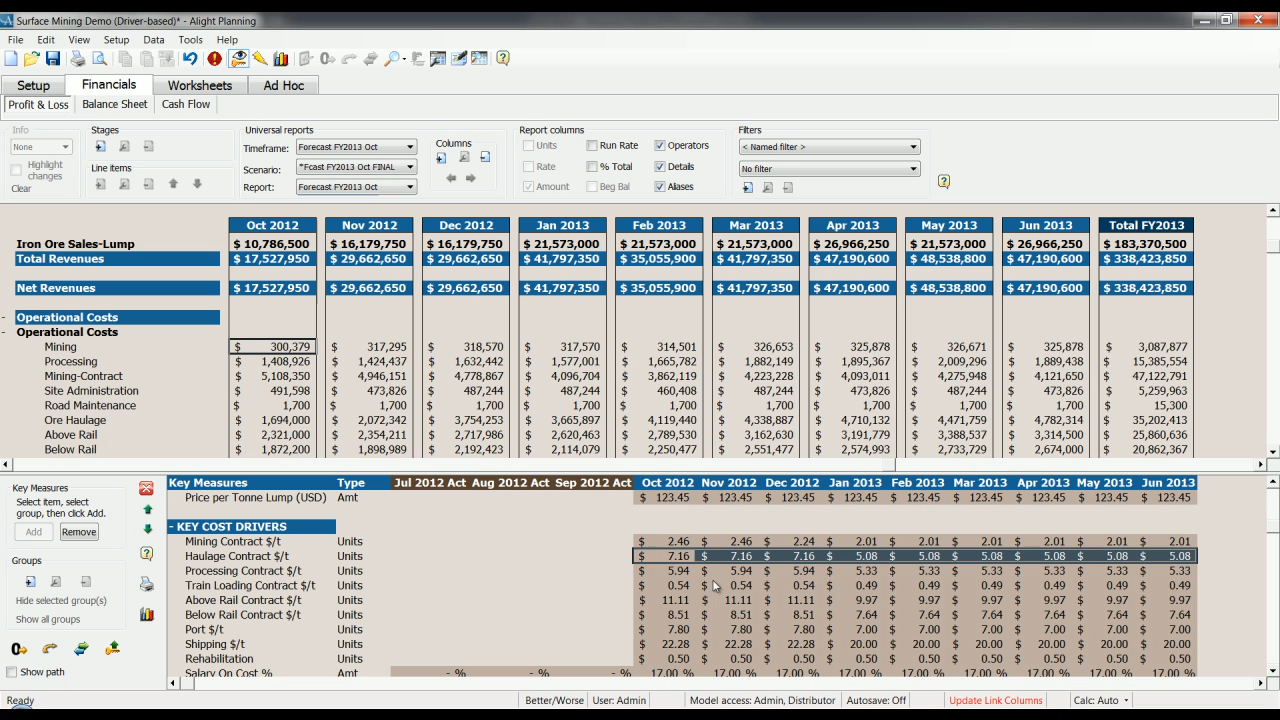 Surface Mining Demo (Driver-based)* - Alight Planning
File Edit View Setup Data Tools Help
Setup Financials Worksheets Ad Hoc
Profit & Loss Balance Sheet Cash Flow
Info Stages Universal reports Report columns Filters
None Timeframe: Forecast FY2013 Oct Columns Units Run Rate Operators < Named filter >
Highlight changes Line items Scenario: *Fcast FY2013 Oct FINAL Rate % Total Details No filter
Clear Report: Forecast FY2013 Oct Amount Beg Bal Aliases
Oct 2012 Nov 2012 Dec 2012 Jan 2013 Feb 2013 Mar 2013 Apr 2013 May 2013 Jun 2013 Total FY2013
Iron Ore Sales-Lump $ 10,786,500 $ 16,179,750 $ 16,179,750 $ 21,573,000 $ 21,573,000 $ 21,573,000 $ 26,966,250 $ 21,573,000 $ 26,966,250 $ 183,370,500
Total Revenues $ 17,527,950 $ 29,662,650 $ 29,662,650 $ 41,797,350 $ 35,055,900 $ 41,797,350 $ 47,190,600 $ 48,538,800 $ 47,190,600 $ 338,423,850
Net Revenues $ 17,527,950 $ 29,662,650 $ 29,662,650 $ 41,797,350 $ 35,055,900 $ 41,797,350 $ 47,190,600 $ 48,538,800 $ 47,190,600 $ 338,423,850
- Operational Costs
- Operational Costs
Mining $ 300,379 $ 317,295 $ 318,570 $ 317,570 $ 314,501 $ 326,653 $ 325,878 $ 326,671 $ 325,878 $ 3,087,877
Processing $ 1,408,926 $ 1,424,437 $ 1,632,442 $ 1,577,001 $ 1,665,782 $ 1,882,149 $ 1,895,367 $ 2,009,296 $ 1,889,438 $ 15,385,554
Mining-Contract $ 5,108,350 $ 4,946,151 $ 4,778,867 $ 4,096,704 $ 3,862,119 $ 4,223,228 $ 4,093,011 $ 4,275,948 $ 4,121,650 $ 47,122,791
Site Administration $ 491,598 $ 473,826 $ 487,244 $ 487,244 $ 460,408 $ 487,244 $ 473,826 $ 487,244 $ 473,826 $ 5,259,963
Road Maintenance $ 1,700 $ 1,700 $ 1,700 $ 1,700 $ 1,700 $ 1,700 $ 1,700 $ 1,700 $ 1,700 $ 15,300
Ore Haulage $ 1,694,000 $ 2,072,342 $ 3,754,253 $ 3,665,897 $ 4,119,440 $ 4,338,887 $ 4,710,132 $ 4,471,759 $ 4,782,314 $ 35,202,413
Above Rail $ 2,321,000 $ 2,354,211 $ 2,717,986 $ 2,620,463 $ 2,789,530 $ 3,162,630 $ 3,191,779 $ 3,388,537 $ 3,314,500 $ 25,860,636
Below Rail $ 1,872,200 $ 1,898,989 $ 2,192,423 $ 2,114,079 $ 2,250,477 $ 2,551,474 $ 2,574,993 $ 2,733,729 $ 2,674,000 $ 20,862,367
Key Measures
Select item, select group, then click Add.
Add Remove
Groups
Hide selected group(s)
Show all groups
Show path
Key Measures Type Jul 2012 Act Aug 2012 Act Sep 2012 Act Oct 2012 Nov 2012 Dec 2012 Jan 2013 Feb 2013 Mar 2013 Apr 2013 May 2013 Jun 2013
Price per Tonne Lump (USD) Amt $ 123.45 $ 123.45 $ 123.45 $ 123.45 $ 123.45 $ 123.45 $ 123.45 $ 123.45 $ 123.45
- KEY COST DRIVERS
Mining Contract $/t Units $ 2.46 $ 2.46 $ 2.24 $ 2.01 $ 2.01 $ 2.01 $ 2.01 $ 2.01 $ 2.01
Haulage Contract $/t Units $ 7.16 $ 7.16 $ 7.16 $ 5.08 $ 5.08 $ 5.08 $ 5.08 $ 5.08 $ 5.08
Processing Contract $/t Units $ 5.94 $ 5.94 $ 5.94 $ 5.33 $ 5.33 $ 5.33 $ 5.33 $ 5.33 $ 5.33
Train Loading Contract $/t Units $ 0.54 $ 0.54 $ 0.54 $ 0.49 $ 0.49 $ 0.49 $ 0.49 $ 0.49 $ 0.49
Above Rail Contract $/t Units $ 11.11 $ 11.11 $ 11.11 $ 9.97 $ 9.97 $ 9.97 $ 9.97 $ 9.97 $ 9.97
Below Rail Contract $/t Units $ 8.51 $ 8.51 $ 8.51 $ 7.64 $ 7.64 $ 7.64 $ 7.64 $ 7.64 $ 7.64
Port $/t Units $ 7.80 $ 7.80 $ 7.80 $ 7.00 $ 7.00 $ 7.00 $ 7.00 $ 7.00 $ 7.00
Shipping $/t Units $ 22.28 $ 22.28 $ 22.28 $ 20.00 $ 20.00 $ 20.00 $ 20.00 $ 20.00 $ 20.00
Rehabilitation Units $ 0.50 $ 0.50 $ 0.50 $ 0.50 $ 0.50 $ 0.50 $ 0.50 $ 0.50 $ 0.50
Salary On Cost % Amt - % - % - % 17.00 % 17.00 % 17.00 % 17.00 % 17.00 % 17.00 % 17.00 % 17.00 % 17.00 %
Ready Better/Worse User: Admin Model access: Admin, Distributor Autosave: Off Update Link Columns Calc: Auto